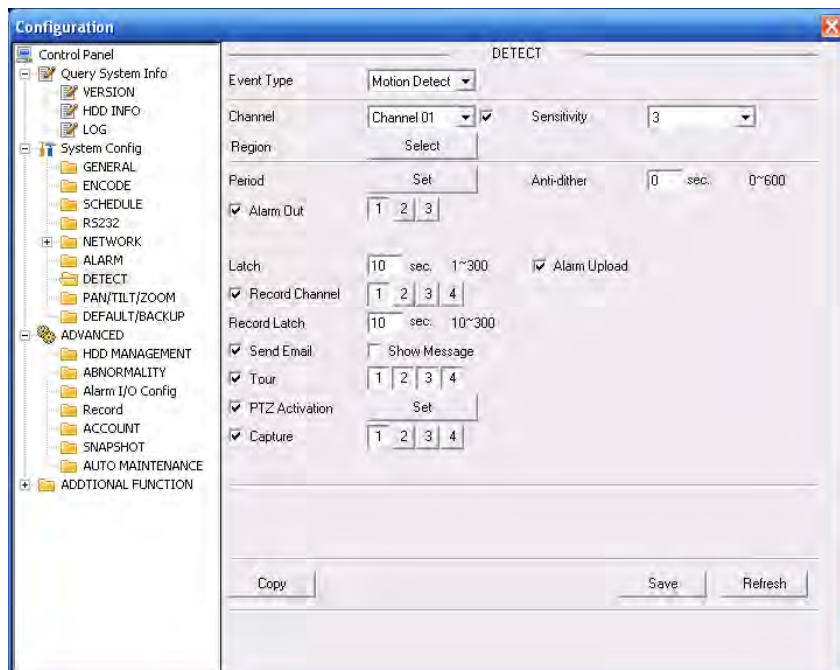 Configuration
Control Panel
Query System Info
VERSION
HDD INFO
LOG
System Config
GENERAL
ENCODE
SCHEDULE
RS232
NETWORK
ALARM
DETECT
PAN/TILT/ZOOM
DEFAULT/BACKUP
ADVANCED
HDD MANAGEMENT
ABNORMALITY
Alarm I/O Config
Record
ACCOUNT
SNAPSHOT
AUTO MAINTENANCE
ADDTIONAL FUNCTION
DETECT
Event Type Motion Detect
Channel Channel 01 Sensitivity 3
Region Select
Period Set Anti-dither 0 sec. 0~600
Alarm Out 1 2 3
Latch 10 sec. 1~300 Alarm Upload
Record Channel 1 2 3 4
Record Latch 10 sec. 10~300
Send Email Show Message
Tour 1 2 3 4
PTZ Activation Set
Capture 1 2 3 4
Copy Save Refresh